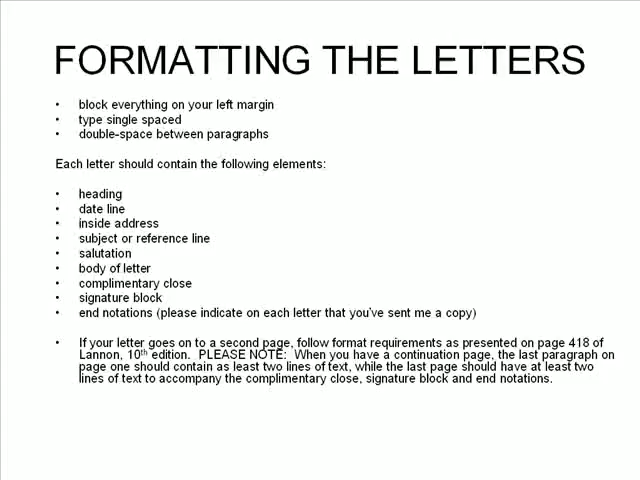 FORMATTING THE LETTERS
• block everything on your left margin
• type single spaced
• double-space between paragraphs
Each letter should contain the following elements:
• heading
• date line
• inside address
• subject or reference line
• salutation
• body of letter
• complimentary close
• signature block
• end notations (please indicate on each letter that you've sent me a copy)
• If your letter goes on to a second page, follow format requirements as presented on page 418 of
Lannon, 10th edition. PLEASE NOTE: When you have a continuation page, the last paragraph on
page one should contain as least two lines of text, while the last page should have at least two
lines of text to accompany the complimentary close, signature block and end notations.